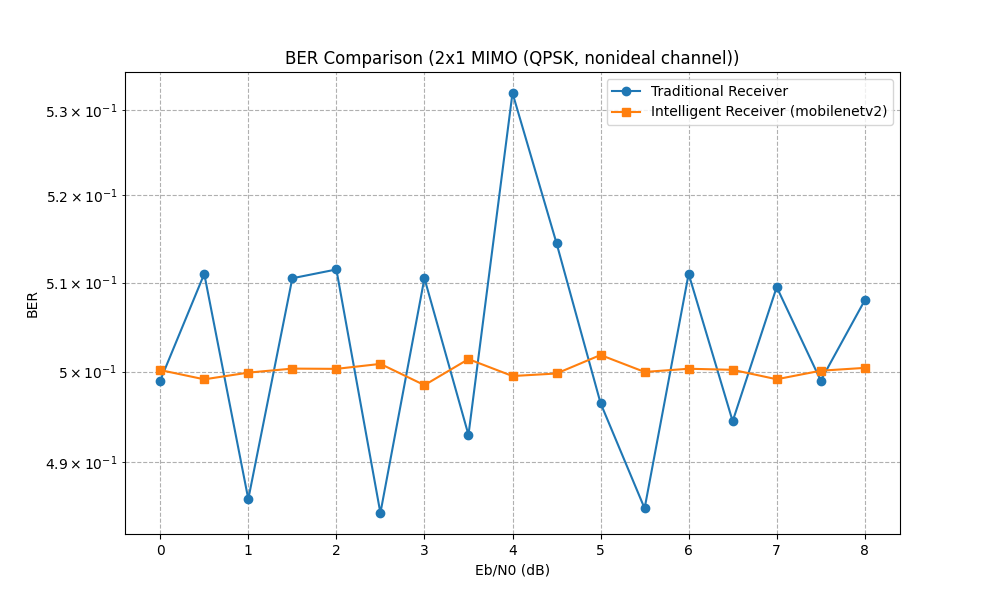 BER Comparison (2x1 MIMO (QPSK, nonideal channel))
Traditional Receiver
Intelligent Receiver (mobilenetv2)
5.3 × 10⁻¹
5.2 × 10⁻¹
5.1 × 10⁻¹
5 × 10⁻¹
4.9 × 10⁻¹
BER
0 1 2 3 4 5 6 7 8
Eb/N0 (dB)